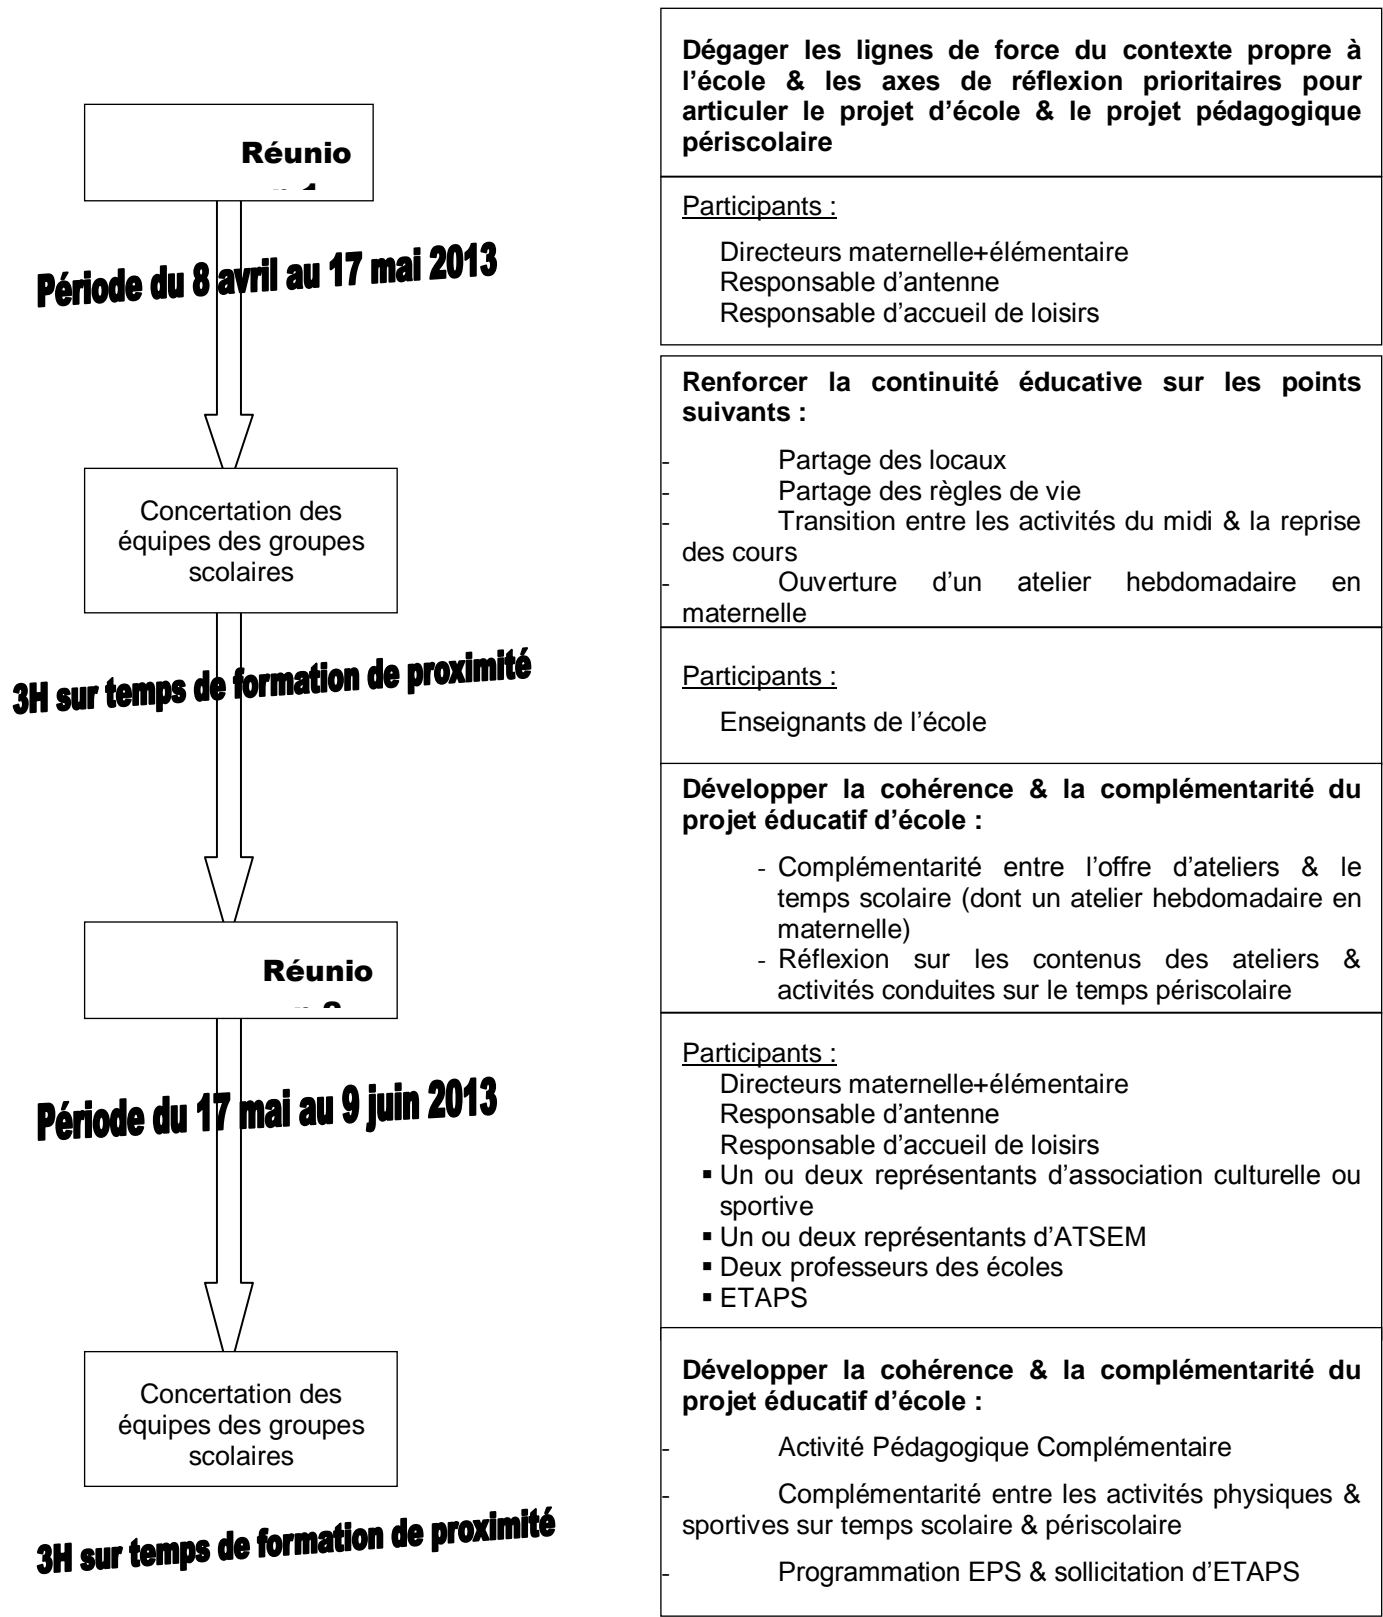 Réunio
n 1
Période du 8 avril au 17 mai 2013
Concertation des
équipes des groupes
scolaires
3H sur temps de formation de proximité
Réunio
n 2
Période du 17 mai au 9 juin 2013
Concertation des
équipes des groupes
scolaires
3H sur temps de formation de proximité
Dégager les lignes de force du contexte propre à
l’école & les axes de réflexion prioritaires pour
articuler le projet d’école & le projet pédagogique
périscolaire
Participants :
Directeurs maternelle+élémentaire
Responsable d’antenne
Responsable d’accueil de loisirs
Renforcer la continuité éducative sur les points
suivants :
- Partage des locaux
- Partage des règles de vie
- Transition entre les activités du midi & la reprise
des cours
- Ouverture d’un atelier hebdomadaire en
maternelle
Participants :
Enseignants de l’école
Développer la cohérence & la complémentarité du
projet éducatif d’école :
- Complémentarité entre l’offre d’ateliers & le
temps scolaire (dont un atelier hebdomadaire en
maternelle)
- Réflexion sur les contenus des ateliers &
activités conduites sur le temps périscolaire
Participants :
Directeurs maternelle+élémentaire
Responsable d’antenne
Responsable d’accueil de loisirs
▪ Un ou deux représentants d’association culturelle ou
sportive
▪ Un ou deux représentants d’ATSEM
▪ Deux professeurs des écoles
▪ ETAPS
Développer la cohérence & la complémentarité du
projet éducatif d’école :
- Activité Pédagogique Complémentaire
- Complémentarité entre les activités physiques &
sportives sur temps scolaire & périscolaire
- Programmation EPS & sollicitation d’ETAPS